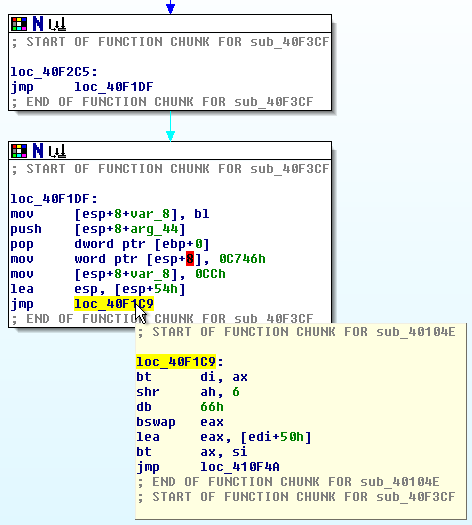 ; START OF FUNCTION CHUNK FOR sub_40F3CF
loc_40F2C5:
jmp loc_40F1DF
; END OF FUNCTION CHUNK FOR sub_40F3CF
; START OF FUNCTION CHUNK FOR sub_40F3CF
loc_40F1DF:
mov [esp+8+var_8], bl
push [esp+8+arg_44]
pop dword ptr [ebp+0]
mov word ptr [esp+8], 0C746h
mov [esp+8+var_8], 0CCh
lea esp, [esp+54h]
jmp loc_40F1C9
; END OF FUNCTION CHUNK FOR sub_40F3CF
; START OF FUNCTION CHUNK FOR sub_40104E
loc_40F1C9:
bt di, ax
shr ah, 6
db 66h
bswap eax
lea eax, [edi+50h]
bt ax, si
jmp loc_410F4A
; END OF FUNCTION CHUNK FOR sub_40104E
; START OF FUNCTION CHUNK FOR sub_40F3CF